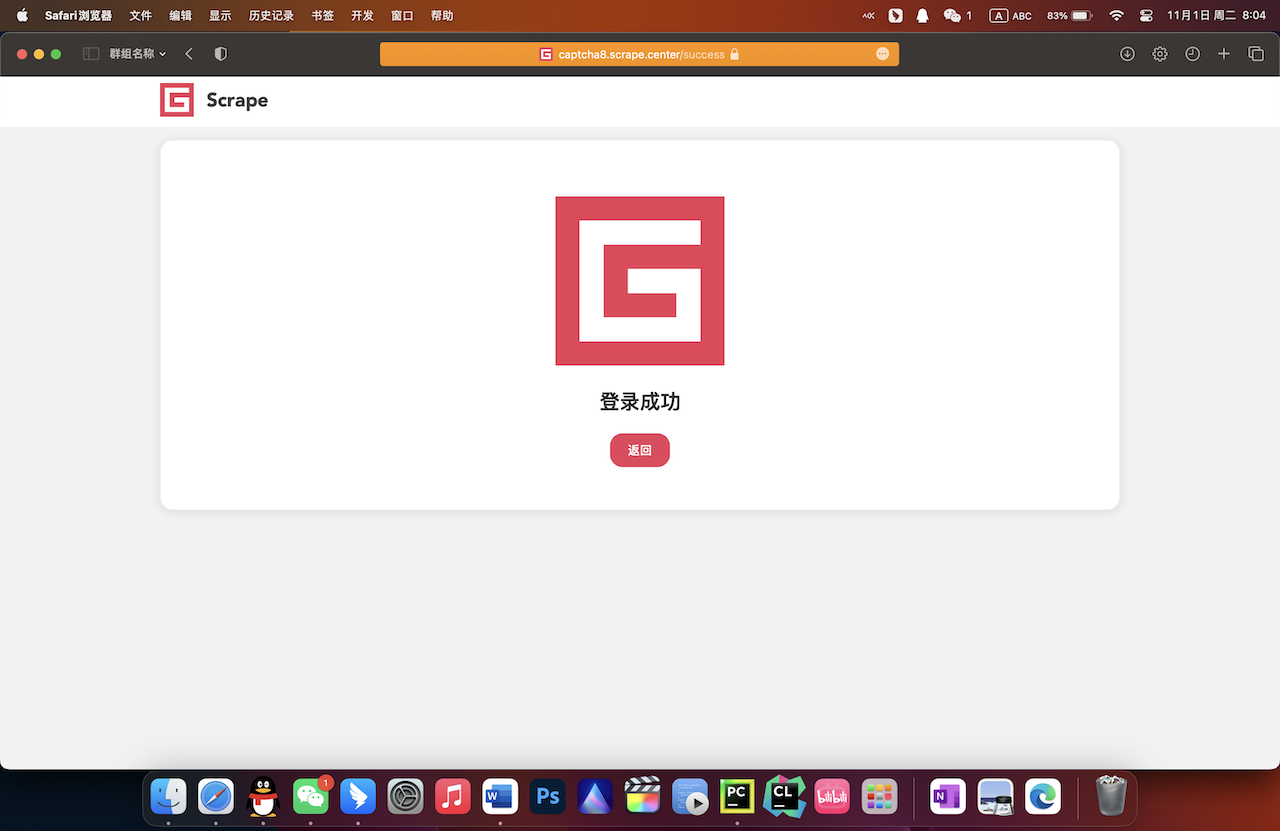 Safari浏览器 文件 编辑 显示 历史记录 书签 开发 窗口 帮助 1 A ABC 83% 11月1日 周二 8:04
群组名称 captcha8.scrape.center/success
Scrape
登录成功
返回
1
W Ps PC CL bilibili N